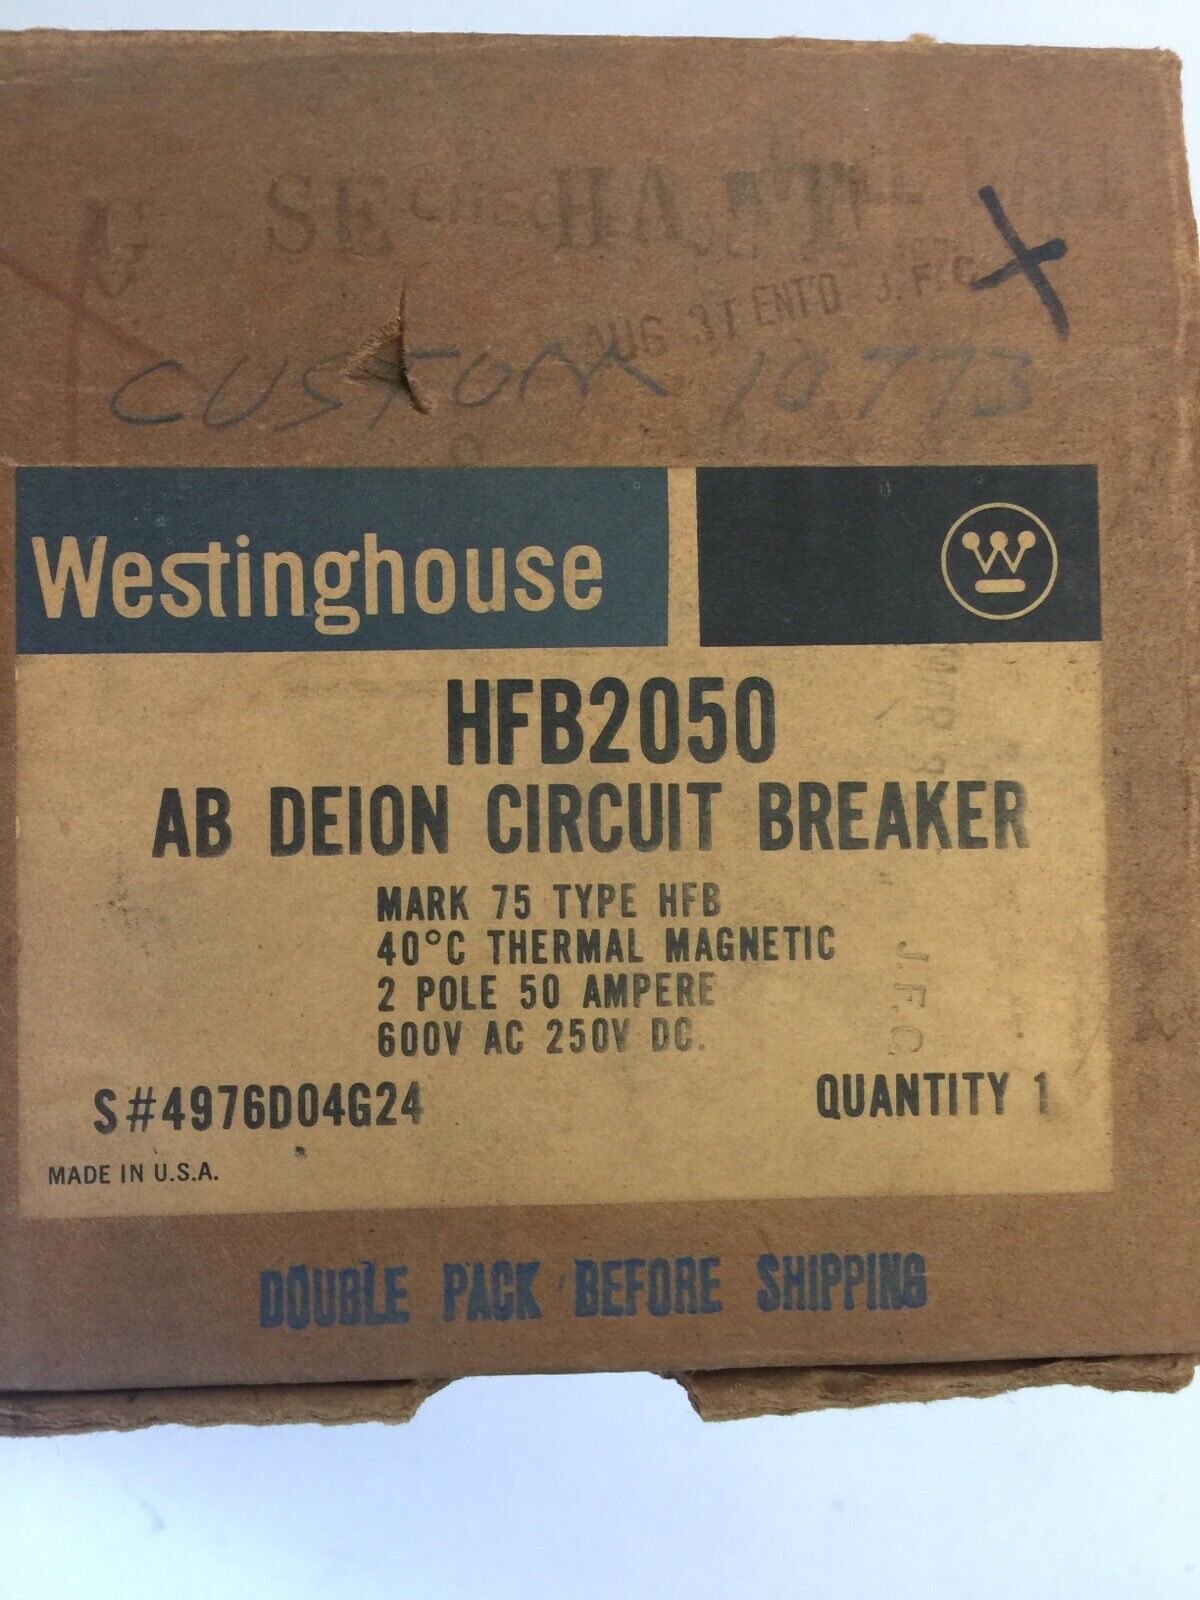 AUG 31 ENT'D J.F.C.
CUSTOM 10773
Westinghouse
W
HFB2050
AB DEION CIRCUIT BREAKER
MARK 75 TYPE HFB
40°C THERMAL MAGNETIC
2 POLE 50 AMPERE
600V AC 250V DC.
S#4976D04G24
QUANTITY 1
MADE IN U.S.A.
J.F.C
DOUBLE PACK BEFORE SHIPPING